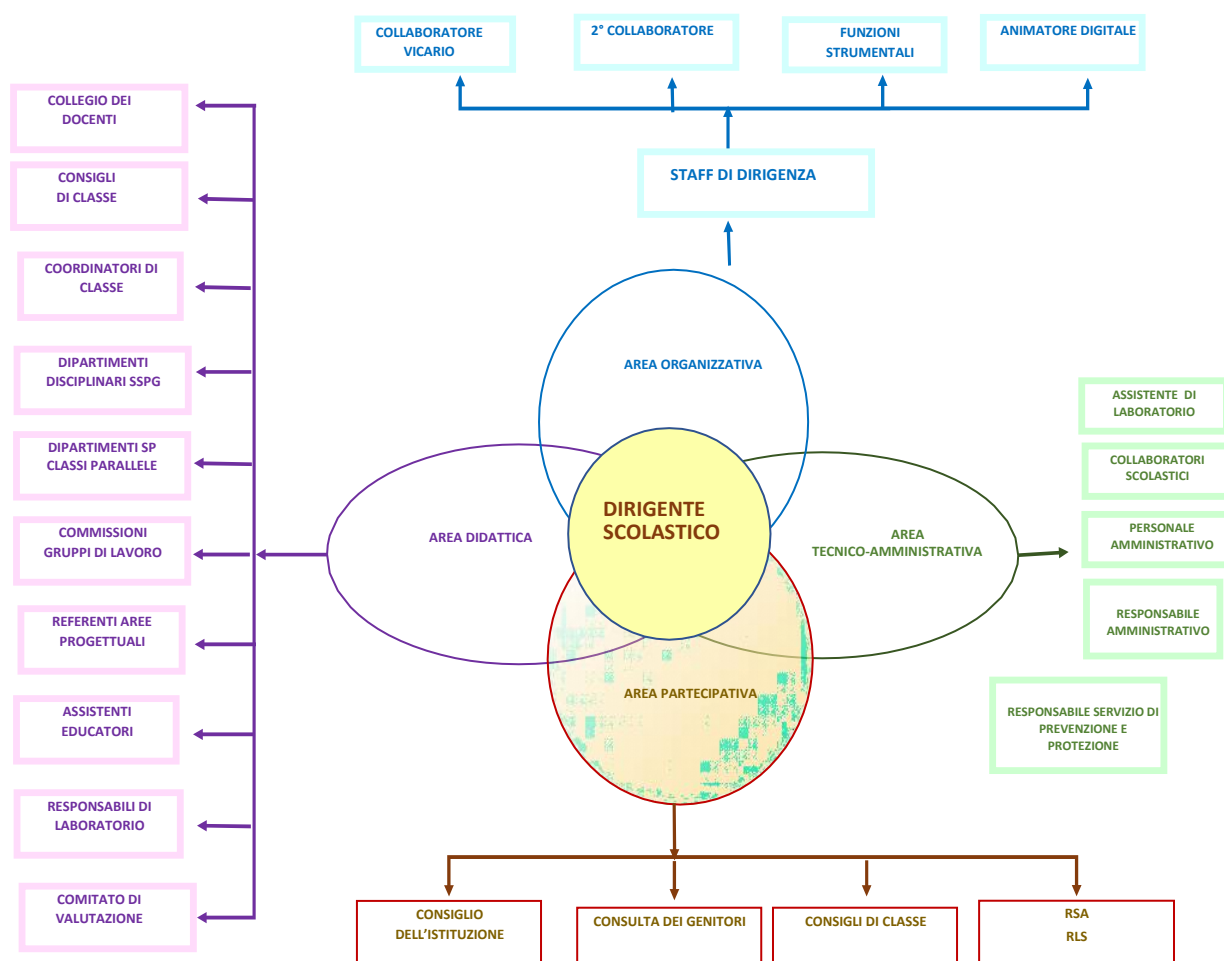 COLLABORATORE
VICARIO
2° COLLABORATORE
FUNZIONI
STRUMENTALI
ANIMATORE DIGITALE
STAFF DI DIRIGENZA
COLLEGIO DEI
DOCENTI
CONSIGLI
DI CLASSE
COORDINATORI DI
CLASSE
DIPARTIMENTI
DISCIPLINARI SSPG
DIPARTIMENTI SP
CLASSI PARALLELE
COMMISSIONI
GRUPPI DI LAVORO
REFERENTI AREE
PROGETTUALI
ASSISTENTI
EDUCATORI
RESPONSABILI DI
LABORATORIO
COMITATO DI
VALUTAZIONE
AREA ORGANIZZATIVA
AREA DIDATTICA
DIRIGENTE
SCOLASTICO
AREA
TECNICO-AMMINISTRATIVA
AREA PARTECIPATIVA
ASSISTENTE DI
LABORATORIO
COLLABORATORI
SCOLASTICI
PERSONALE
AMMINISTRATIVO
RESPONSABILE
AMMINISTRATIVO
RESPONSABILE SERVIZIO DI
PREVENZIONE E
PROTEZIONE
CONSIGLIO
DELL'ISTITUZIONE
CONSULTA DEI GENITORI
CONSIGLI DI CLASSE
RSA
RLS